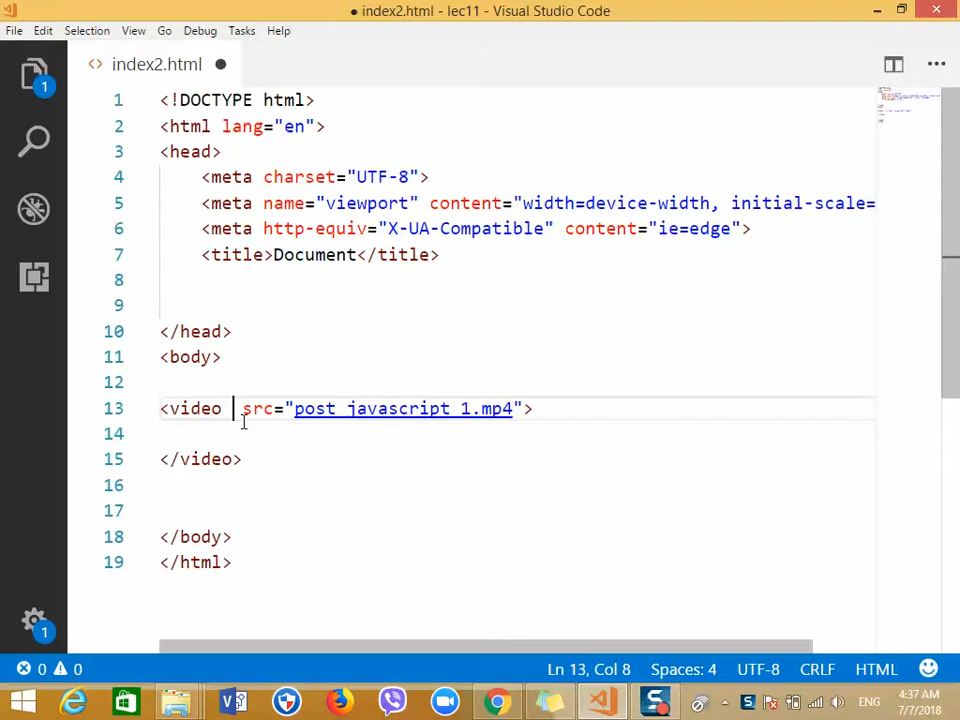 ● index2.html - lec11 - Visual Studio Code
File Edit Selection View Go Debug Tasks Help
<> index2.html ●
1 <!DOCTYPE html>
2 <html lang="en">
3 <head>
4 <meta charset="UTF-8">
5 <meta name="viewport" content="width=device-width, initial-scale=
6 <meta http-equiv="X-UA-Compatible" content="ie=edge">
7 <title>Document</title>
8
9
10 </head>
11 <body>
12
13 <video src="post javascript 1.mp4">
14
15 </video>
16
17
18 </body>
19 </html>
1
1
0 0 Ln 13, Col 8 Spaces: 4 UTF-8 CRLF HTML
ENG 4:37 AM
7/7/2018